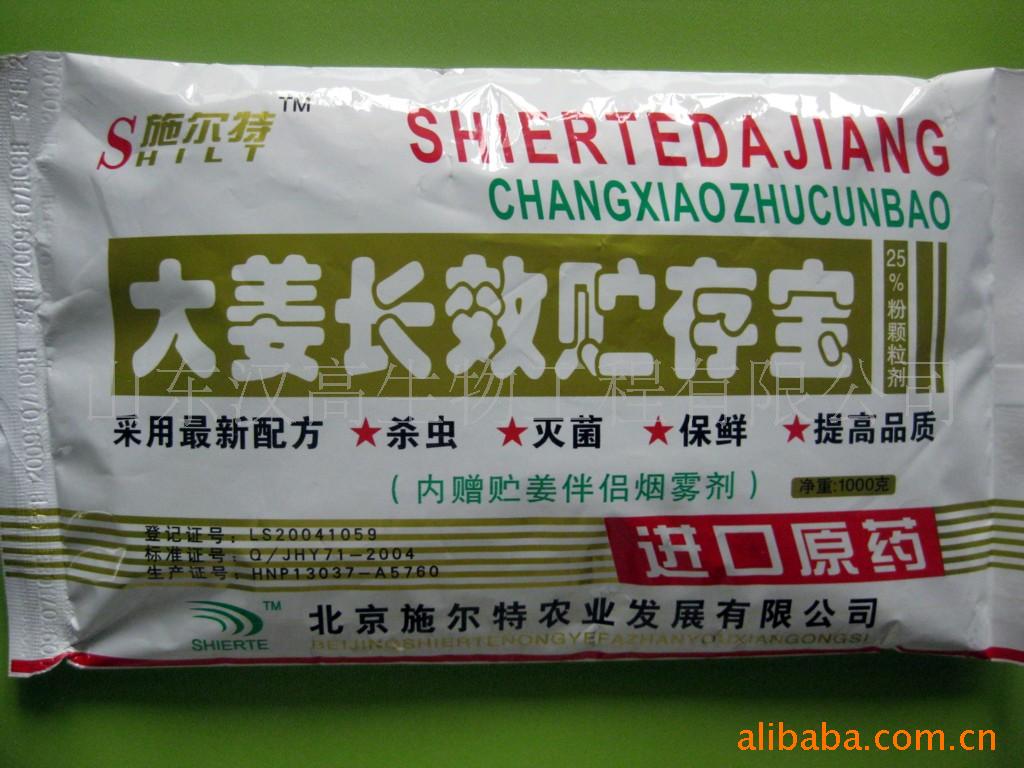 施尔特 TM
SHILT
SHIERTEDAJIANG
CHANGXIAOZHUCUNBAO
大姜长效贮存宝
25%粉颗粒剂
山东汉高生物工程有限公司
采用最新配方 ★杀虫 ★灭菌 ★保鲜 ★提高品质
(内赠贮姜伴侣烟雾剂)
净重:1000克
登记证号: LS20041059
标准证号: Q/JHY71-2004
生产证号: HNP13037-A5760
进口原药
SHIERTE TM
北京施尔特农业发展有限公司
BEIJINGSHIERTENONGYEFAZHANYOUXIANGONGSI
alibaba.com.cn